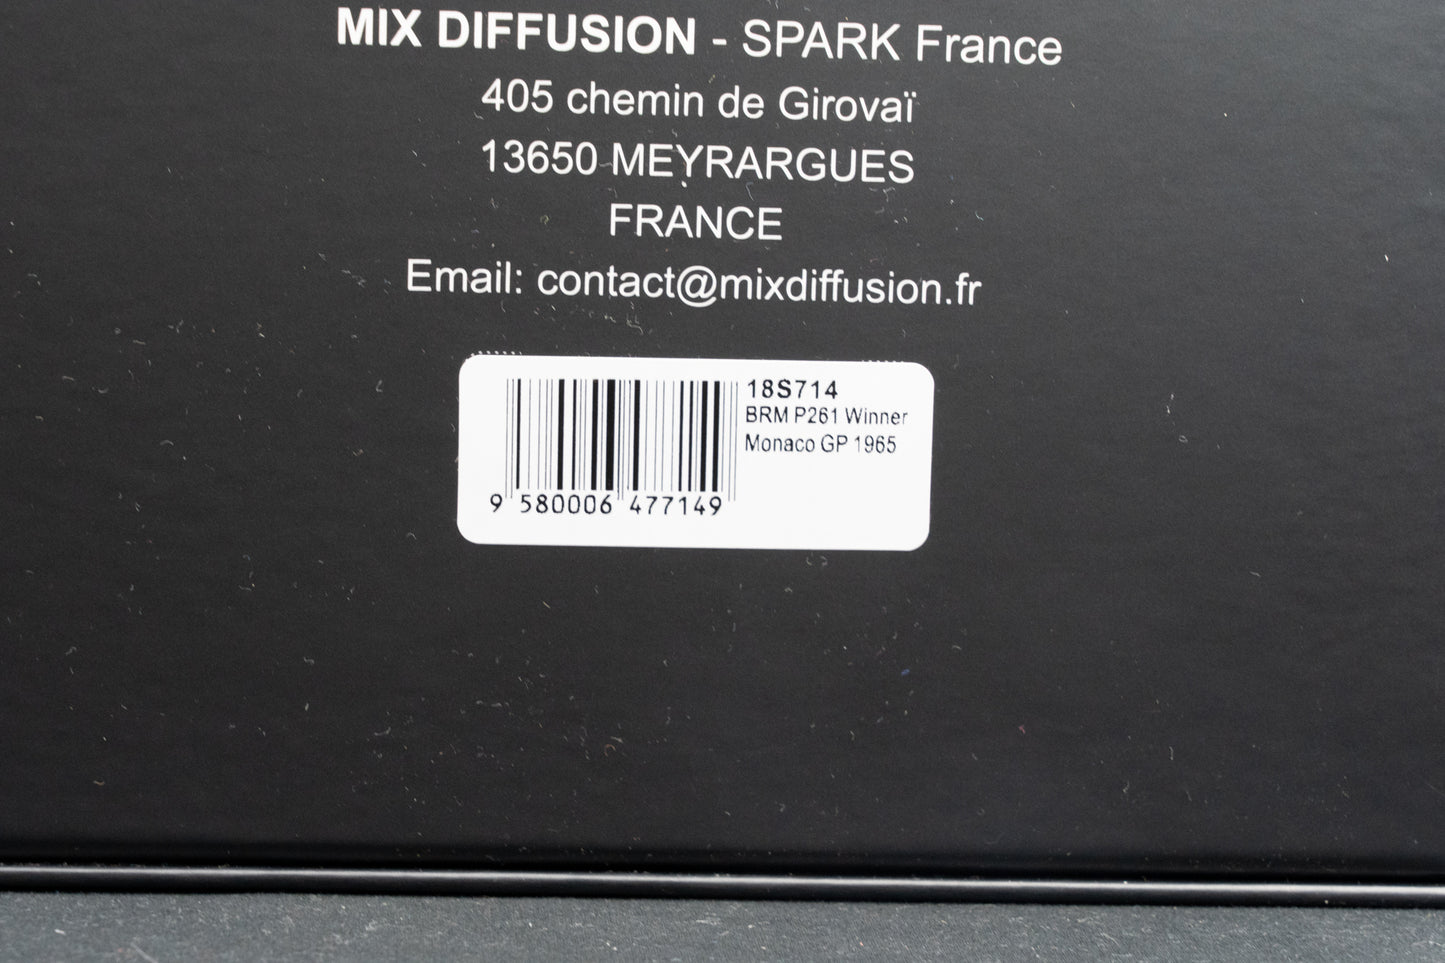 MIX DIFFUSION - SPARK France
405 chemin de Girovaï
13650 MEYRARGUES
FRANCE
Email: contact@mixdiffusion.fr
18S714
BRM P261 Winner
Monaco GP 1965
9 580006 477149